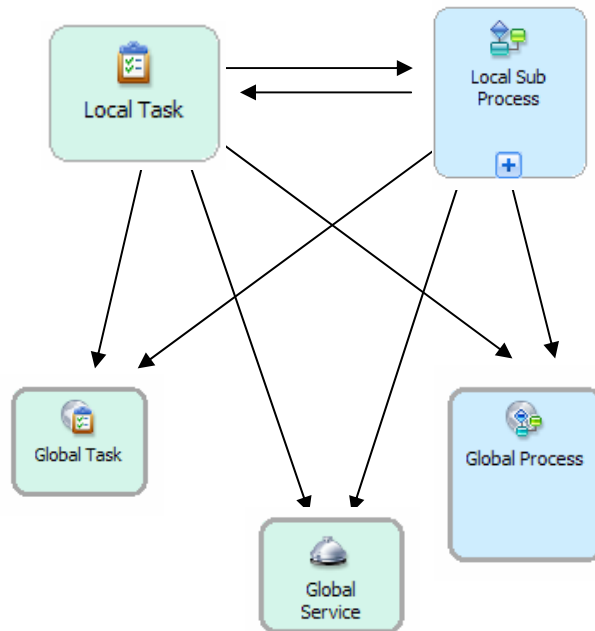 Local Task
Local Sub
Process
Global Task
Global Process
Global
Service